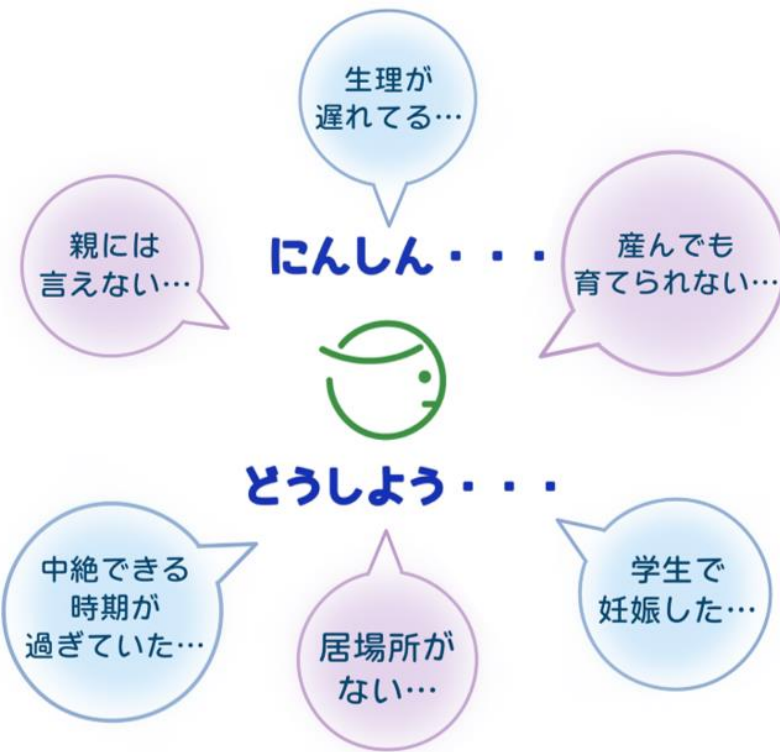 生理が
遅れてる…
親には
言えない…
にんしん・・・
産んでも
育てられない…
どうしよう・・・
中絶できる
時期が
過ぎていた…
居場所が
ない…
学生で
妊娠した…